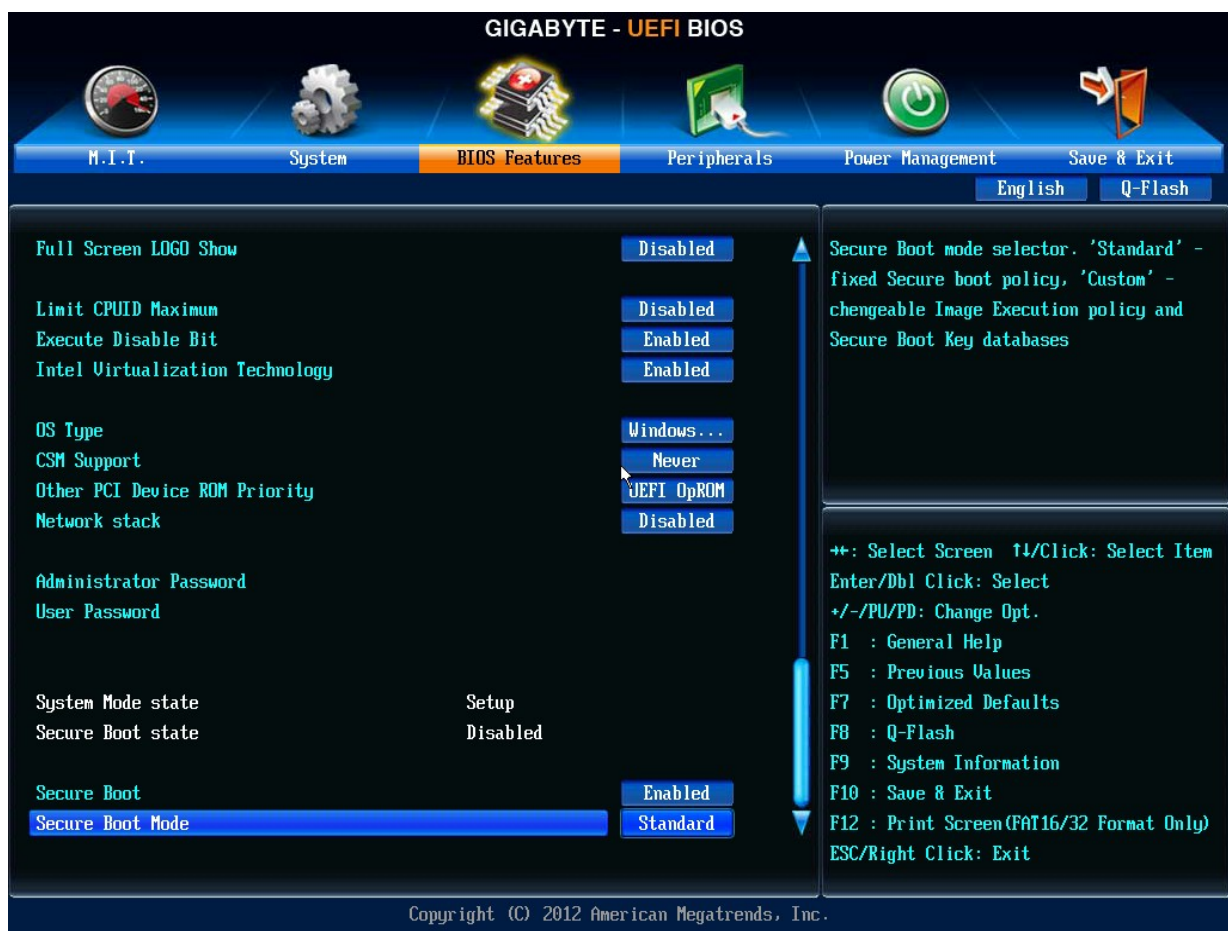 GIGABYTE - UEFI BIOS
M.I.T. System BIOS Features Peripherals Power Management Save & Exit
English Q-Flash
Full Screen LOGO Show Disabled
Limit CPUID Maximum Disabled
Execute Disable Bit Enabled
Intel Virtualization Technology Enabled
OS Type Windows...
CSM Support Never
Other PCI Device ROM Priority UEFI OpROM
Network stack Disabled
Administrator Password
User Password
System Mode state Setup
Secure Boot state Disabled
Secure Boot Enabled
Secure Boot Mode Standard
Secure Boot mode selector. 'Standard' -
fixed Secure boot policy, 'Custom' -
chengeable Image Execution policy and
Secure Boot Key databases
→←: Select Screen ↑↓/Click: Select Item
Enter/Dbl Click: Select
+/-/PU/PD: Change Opt.
F1 : General Help
F5 : Previous Values
F7 : Optimized Defaults
F8 : Q-Flash
F9 : System Information
F10 : Save & Exit
F12 : Print Screen(FAT16/32 Format Only)
ESC/Right Click: Exit
Copyright (C) 2012 American Megatrends, Inc.